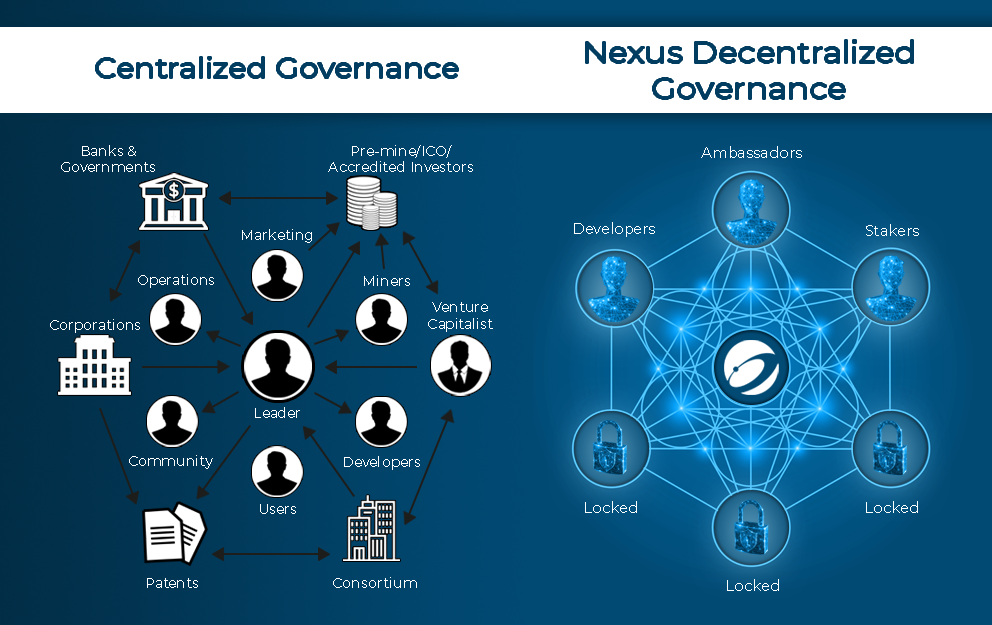 Centralized Governance
Nexus Decentralized
Governance
Banks &
Governments
Pre-mine/ICO/
Accredited Investors
Marketing
Operations
Miners
Corporations
Venture
Capitalist
Leader
Community
Developers
Users
Patents
Consortium
Ambassadors
Developers
Stakers
Locked
Locked
Locked